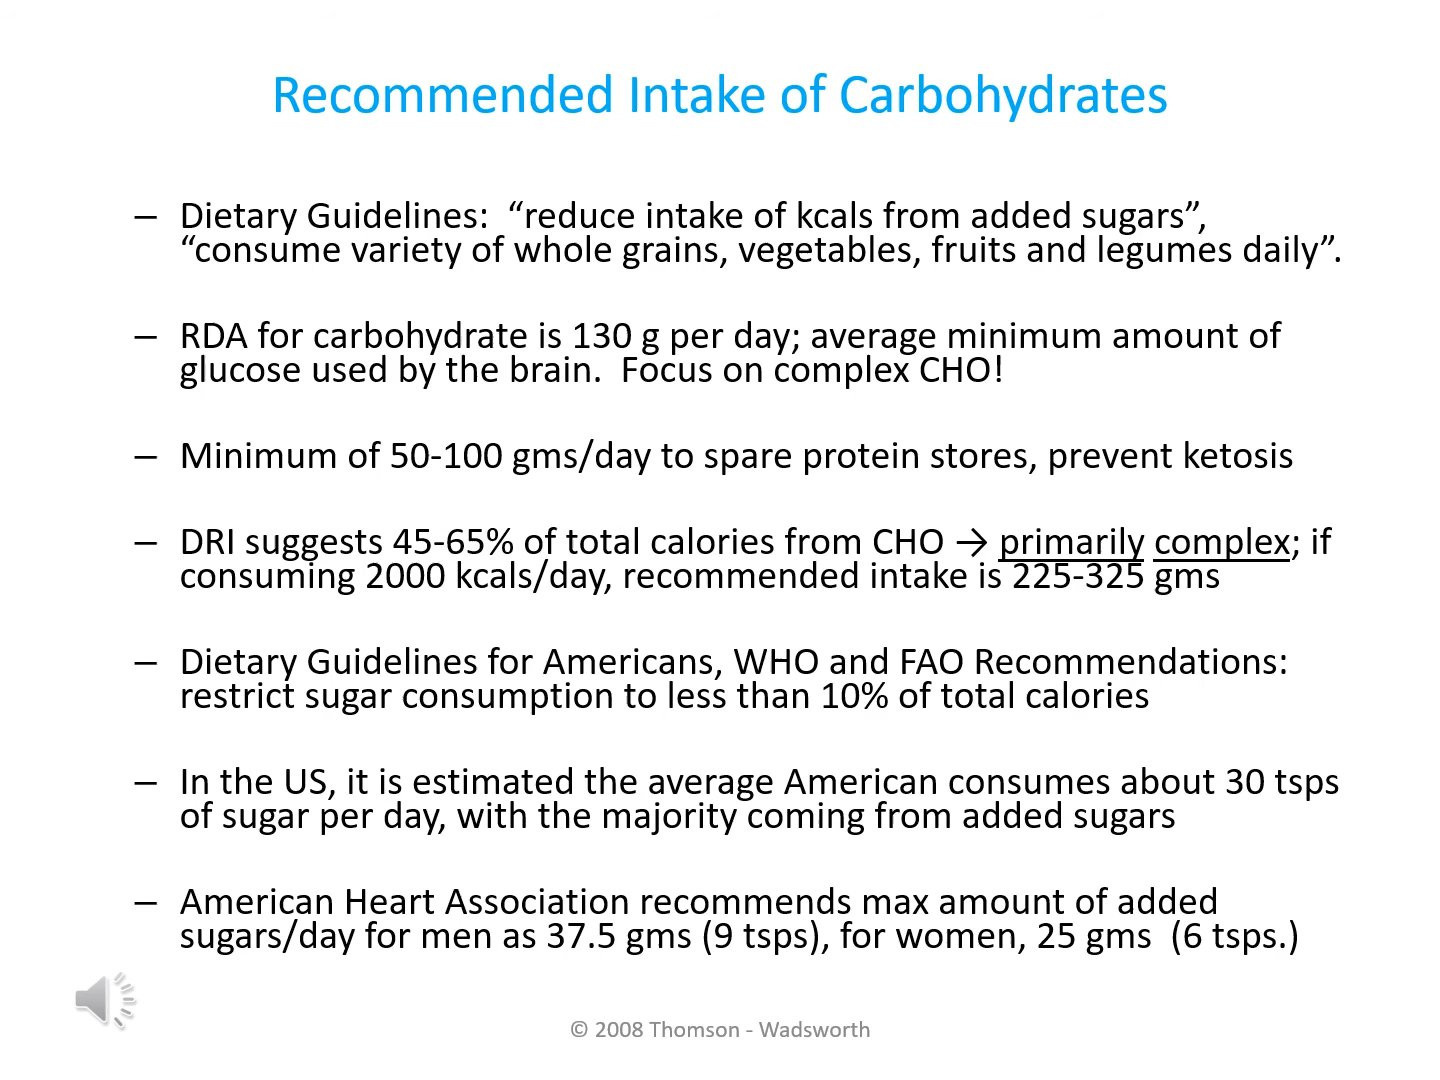 Recommended Intake of Carbohydrates
– Dietary Guidelines:  “reduce intake of kcals from added sugars”,
“consume variety of whole grains, vegetables, fruits and legumes daily”.
– RDA for carbohydrate is 130 g per day; average minimum amount of
glucose used by the brain.  Focus on complex CHO!
– Minimum of 50-100 gms/day to spare protein stores, prevent ketosis
– DRI suggests 45-65% of total calories from CHO → primarily complex; if
consuming 2000 kcals/day, recommended intake is 225-325 gms
– Dietary Guidelines for Americans, WHO and FAO Recommendations:
restrict sugar consumption to less than 10% of total calories
– In the US, it is estimated the average American consumes about 30 tsps
of sugar per day, with the majority coming from added sugars
– American Heart Association recommends max amount of added
sugars/day for men as 37.5 gms (9 tsps), for women, 25 gms  (6 tsps.)
© 2008 Thomson - Wadsworth